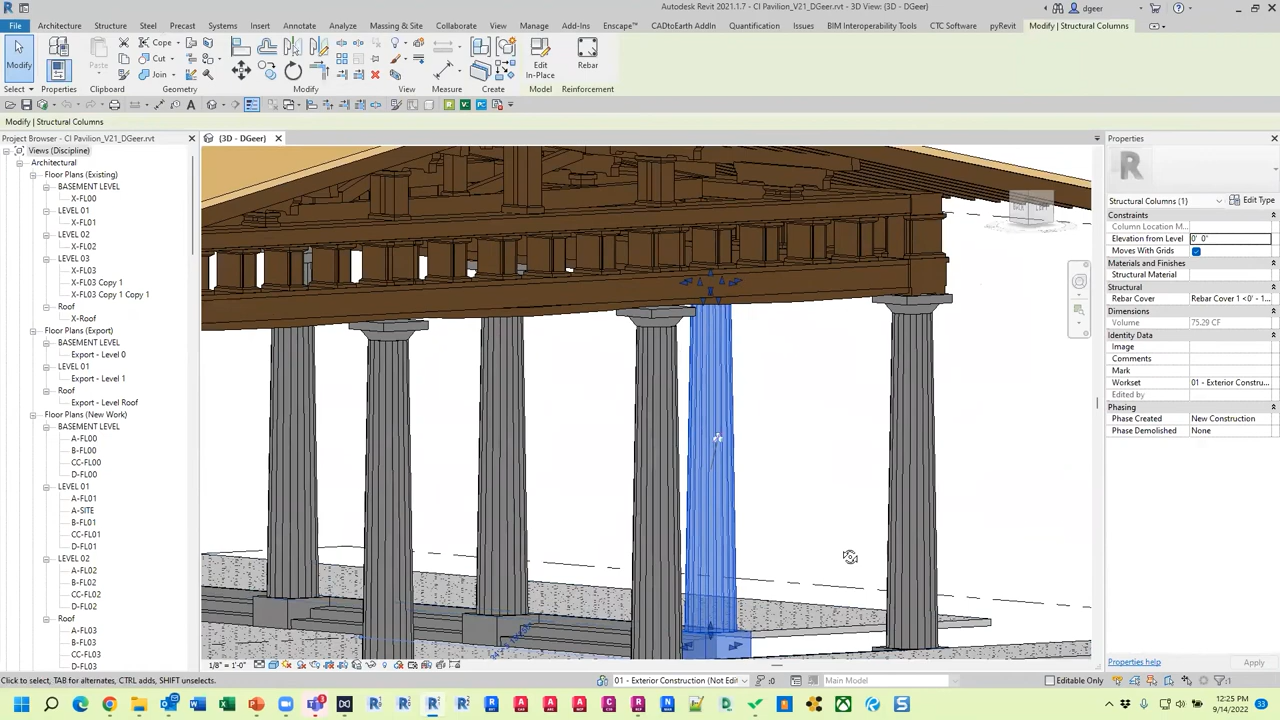 Autodesk Revit 2021.1.7 - CI Pavilion_V21_DGeer.rvt - 3D View: {3D - DGeer}
dgeer
File Architecture Structure Steel Precast Systems Insert Annotate Analyze Massing & Site Collaborate View Manage Add-Ins Enscape™ CADtoEarth Advanced Quantification Issues BIM Interoperability Tools CTC Software pyRevit Modify | Structural Columns
Modify
Paste
Cope
Cut
Join
Edit
In-Place
Rebar
Select Properties Clipboard Geometry Modify View Measure Create Model Reinforcement
Modify | Structural Columns
Project Browser - CI Pavilion_V21_DGeer.rvt
{3D - DGeer}
Properties
Views (Discipline)
Architectural
Floor Plans (Existing)
BASEMENT LEVEL
X-FL00
LEVEL 01
X-FL01
LEVEL 02
X-FL02
LEVEL 03
X-FL03
X-FL03 Copy 1
X-FL03 Copy 1 Copy 1
Roof
X-Roof
Floor Plans (Export)
BASEMENT LEVEL
Export - Level 0
LEVEL 01
Export - Level 1
Roof
Export - Level Roof
Floor Plans (New Work)
BASEMENT LEVEL
A-FL00
B-FL00
CC-FL00
D-FL00
LEVEL 01
A-FL01
A-SITE
B-FL01
CC-FL01
D-FL01
LEVEL 02
A-FL02
B-FL02
CC-FL02
D-FL02
Roof
A-FL03
B-FL03
CC-FL03
D-FL03
Structural Columns (1) Edit Type
Constraints
Column Location M...
Elevation from Level 0' 0"
Moves With Grids
Materials and Finishes
Structural Material
Structural
Rebar Cover Rebar Cover 1 <0' - 1...
Dimensions
Volume 75.29 CF
Identity Data
Image
Comments
Mark
Workset 01 - Exterior Constru...
Edited by
Phasing
Phase Created New Construction
Phase Demolished None
Properties help Apply
1/8" = 1'-0"
Click to select, TAB for alternates, CTRL adds, SHIFT unselects. 01 - Exterior Construction (Not Edit :0 Main Model Editable Only :1
12:25 PM
9/14/2022
33